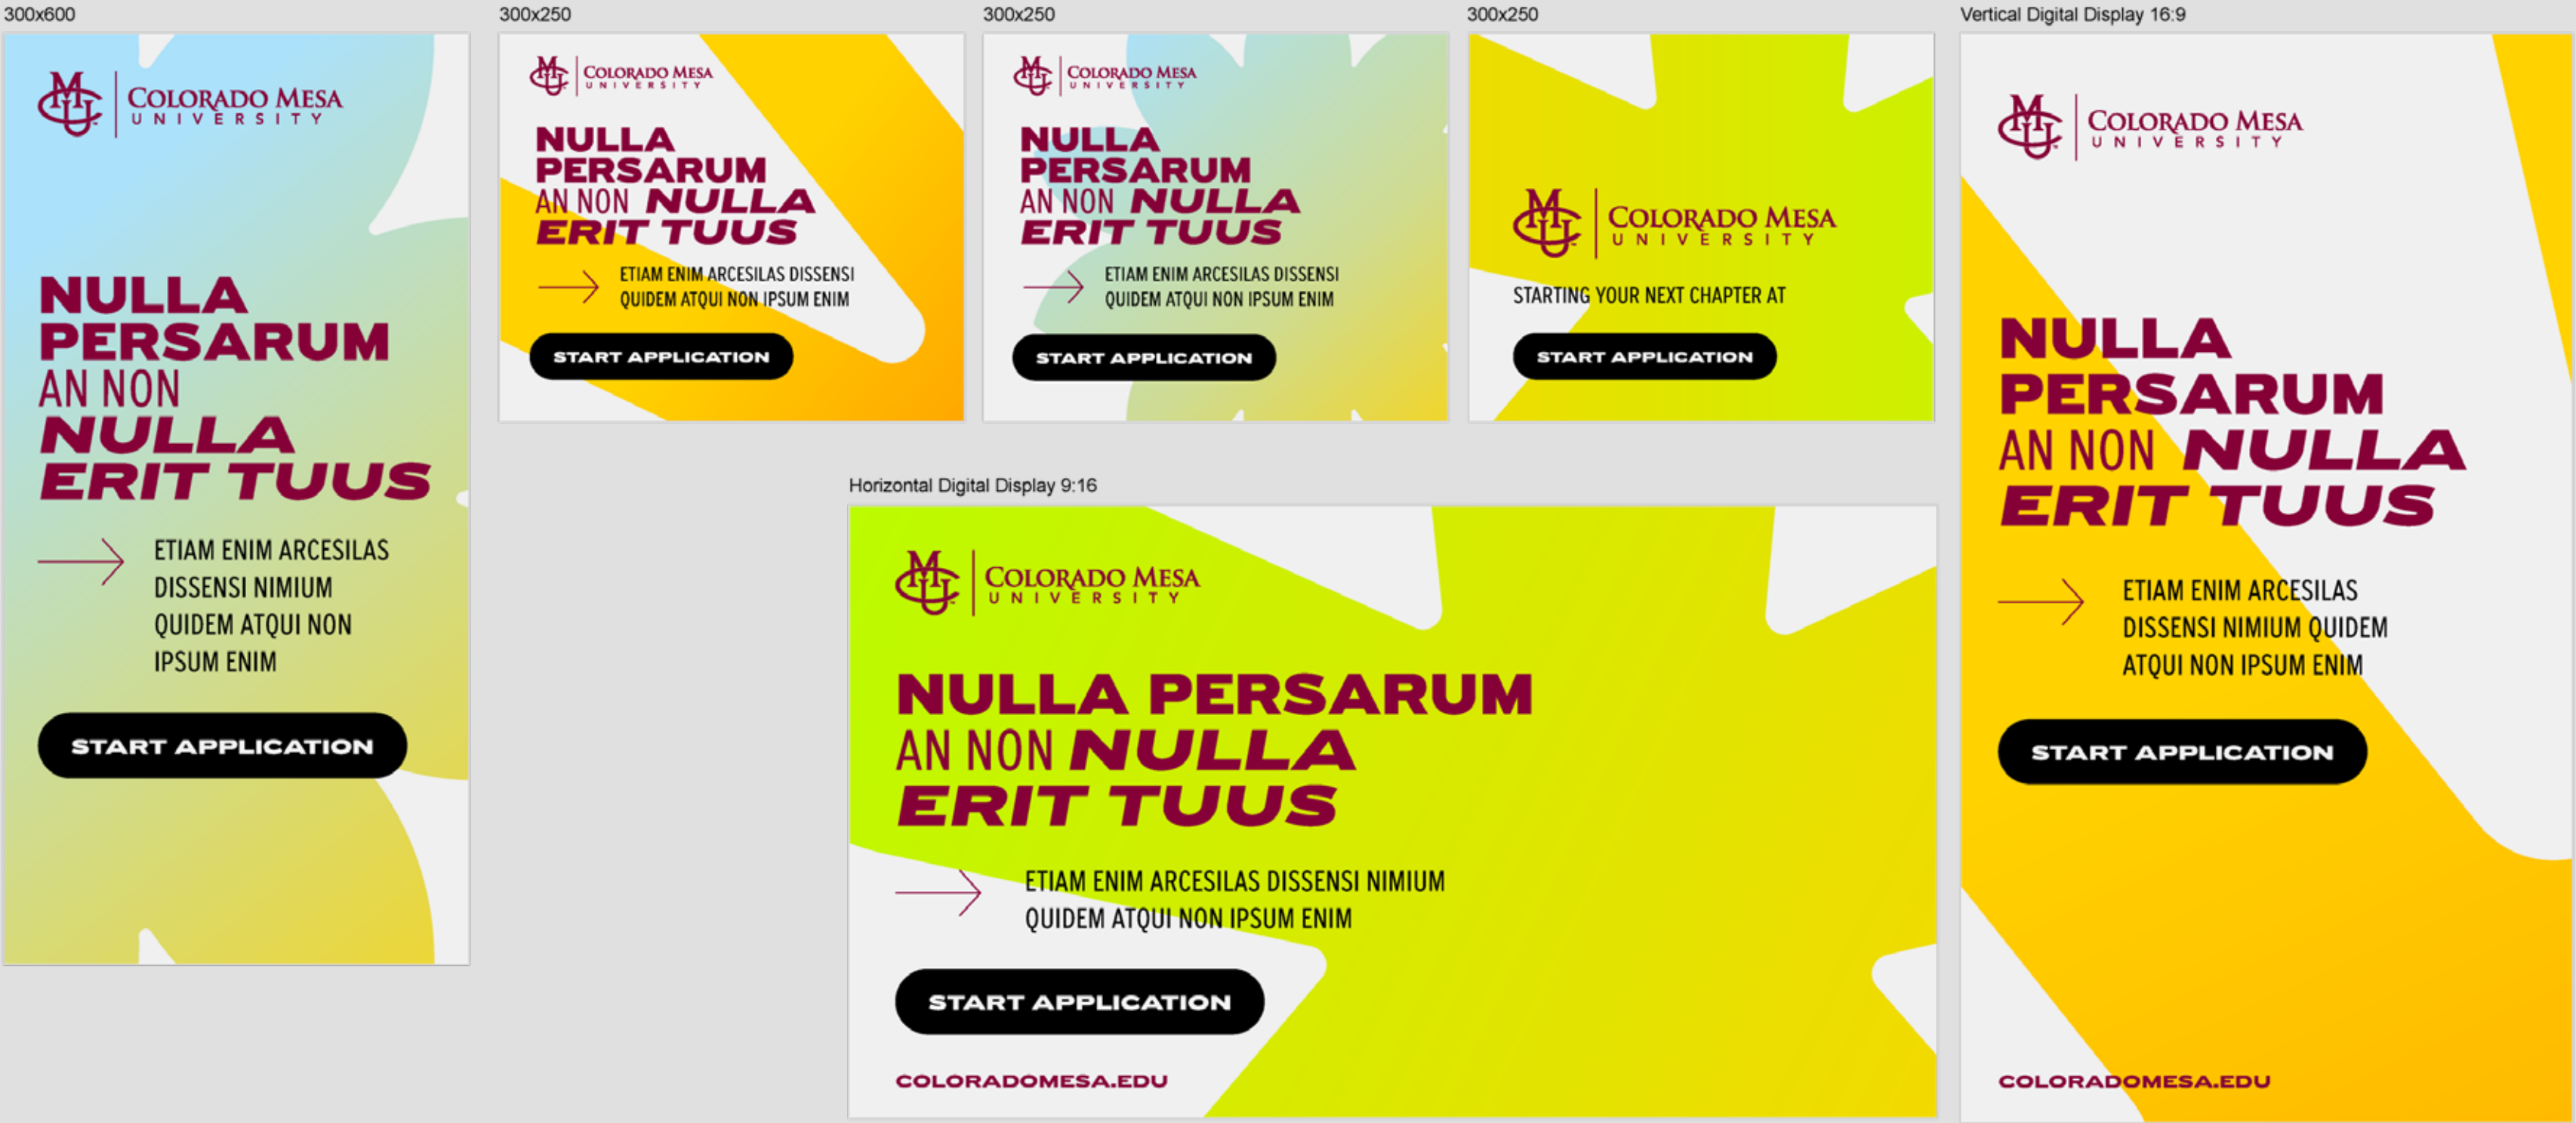 300x600
MCU
COLORADO MESA
UNIVERSITY
NULLA
PERSARUM
AN NON
NULLA
ERIT TUUS
ETIAM ENIM ARCESILAS
DISSENSI NIMIUM
QUIDEM ATQUI NON
IPSUM ENIM
START APPLICATION
300x250
MCU
COLORADO MESA
UNIVERSITY
NULLA
PERSARUM
AN NON NULLA
ERIT TUUS
ETIAM ENIM ARCESILAS DISSENSI
QUIDEM ATQUI NON IPSUM ENIM
START APPLICATION
300x250
MCU
COLORADO MESA
UNIVERSITY
NULLA
PERSARUM
AN NON NULLA
ERIT TUUS
ETIAM ENIM ARCESILAS DISSENSI
QUIDEM ATQUI NON IPSUM ENIM
START APPLICATION
300x250
MCU
COLORADO MESA
UNIVERSITY
STARTING YOUR NEXT CHAPTER AT
START APPLICATION
Horizontal Digital Display 9:16
MCU
COLORADO MESA
UNIVERSITY
NULLA PERSARUM
AN NON NULLA
ERIT TUUS
ETIAM ENIM ARCESILAS DISSENSI NIMIUM
QUIDEM ATQUI NON IPSUM ENIM
START APPLICATION
COLORADOMESA.EDU
Vertical Digital Display 16:9
MCU
COLORADO MESA
UNIVERSITY
NULLA
PERSARUM
AN NON NULLA
ERIT TUUS
ETIAM ENIM ARCESILAS
DISSENSI NIMIUM QUIDEM
ATQUI NON IPSUM ENIM
START APPLICATION
COLORADOMESA.EDU